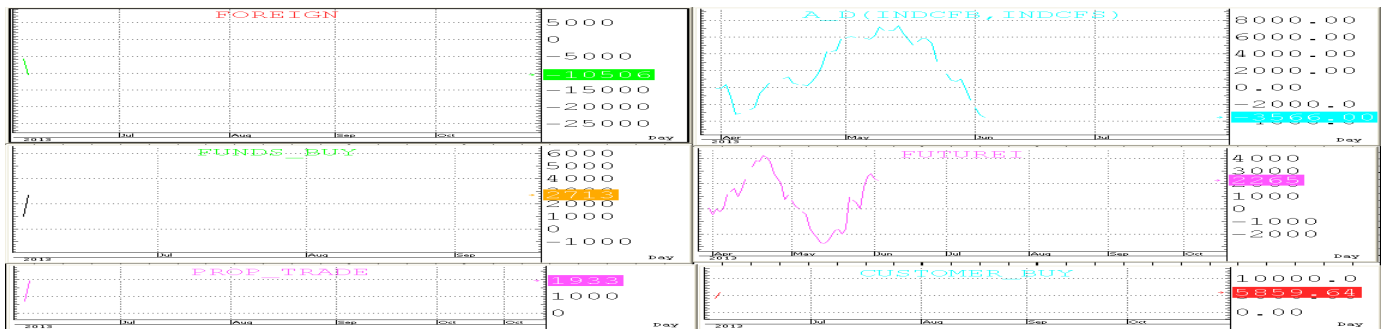 FOREIGN
5000
0
-5000
-10506
-15000
-20000
-25000
2013 Jul Aug Sep Oct Day
A_D(INDCFB,INDCFS)
8000.00
6000.00
4000.00
2000.00
0.00
-2000.0
-3566.00
2013 Apr May Jun Jul Day
FUNDS_BUY
6000
5000
4000
2713
2000
1000
0
-1000
2013 Jul Aug Sep Day
FUTUREI
4000
3000
2265
1000
0
-1000
-2000
2013 Apr May Jun Jul Aug Sep Oct Day
PROP_TRADE
1933
1000
0
2013 Jul Aug Sep Oct Oct Day
CUSTOMER_BUY
10000.0
5859.64
0.00
2013 Jul Aug Sep Oct Day